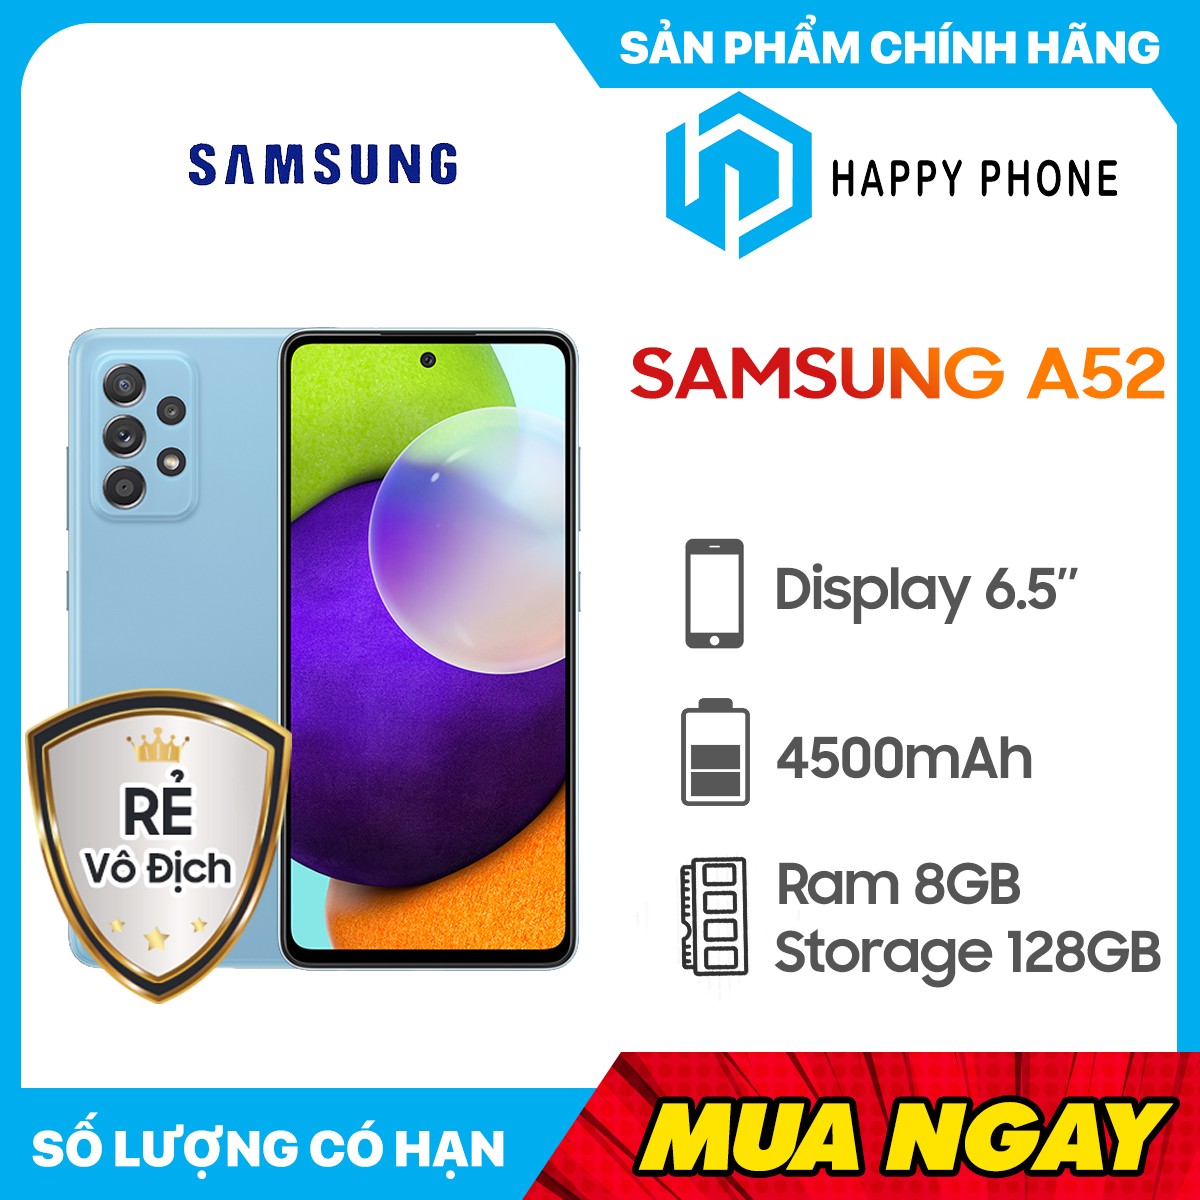 SẢN PHẨM CHÍNH HÃNG
SAMSUNG
HAPPY PHONE
SAMSUNG A52
Display 6.5"
4500mAh
Ram 8GB
Storage 128GB
RẺ
Vô Địch
SỐ LƯỢNG CÓ HẠN
MUA NGAY